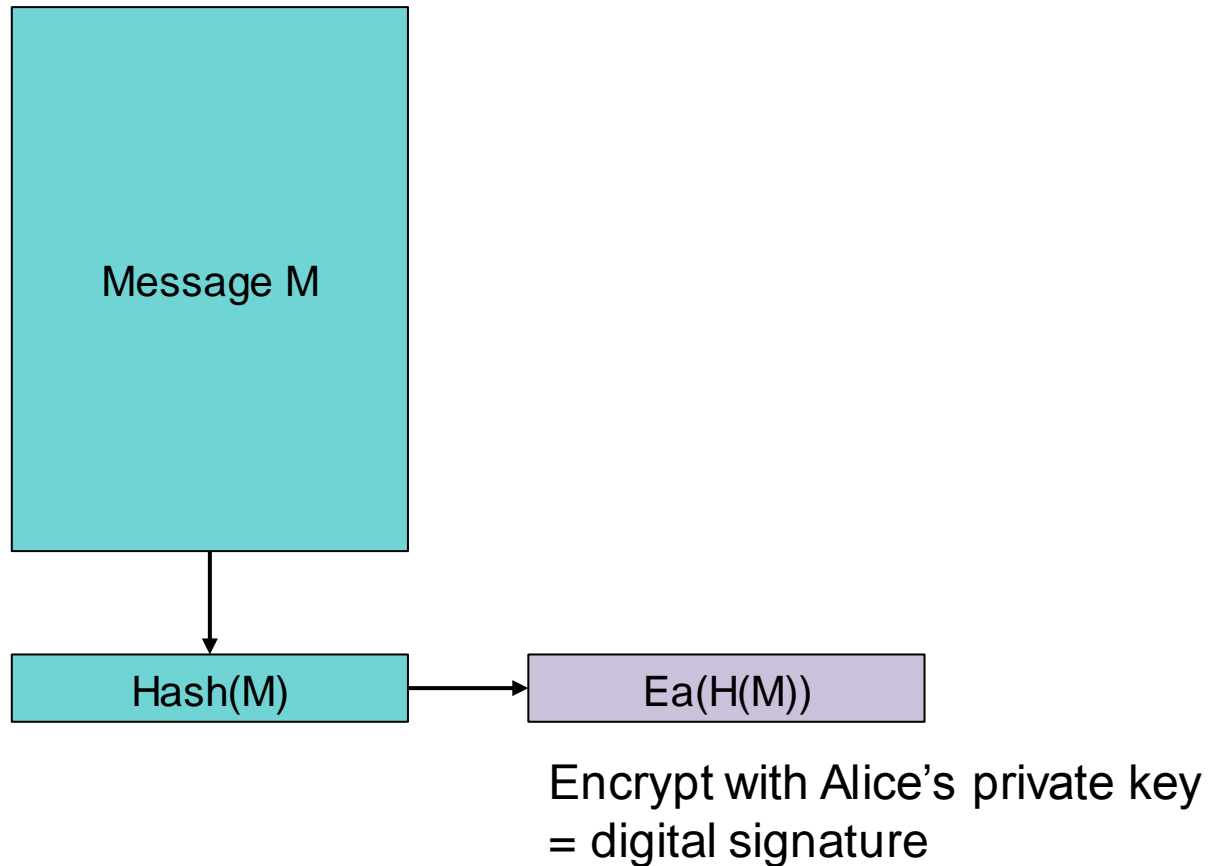 Message M
Hash(M)
Ea(H(M))
Encrypt with Alice’s private key
= digital signature